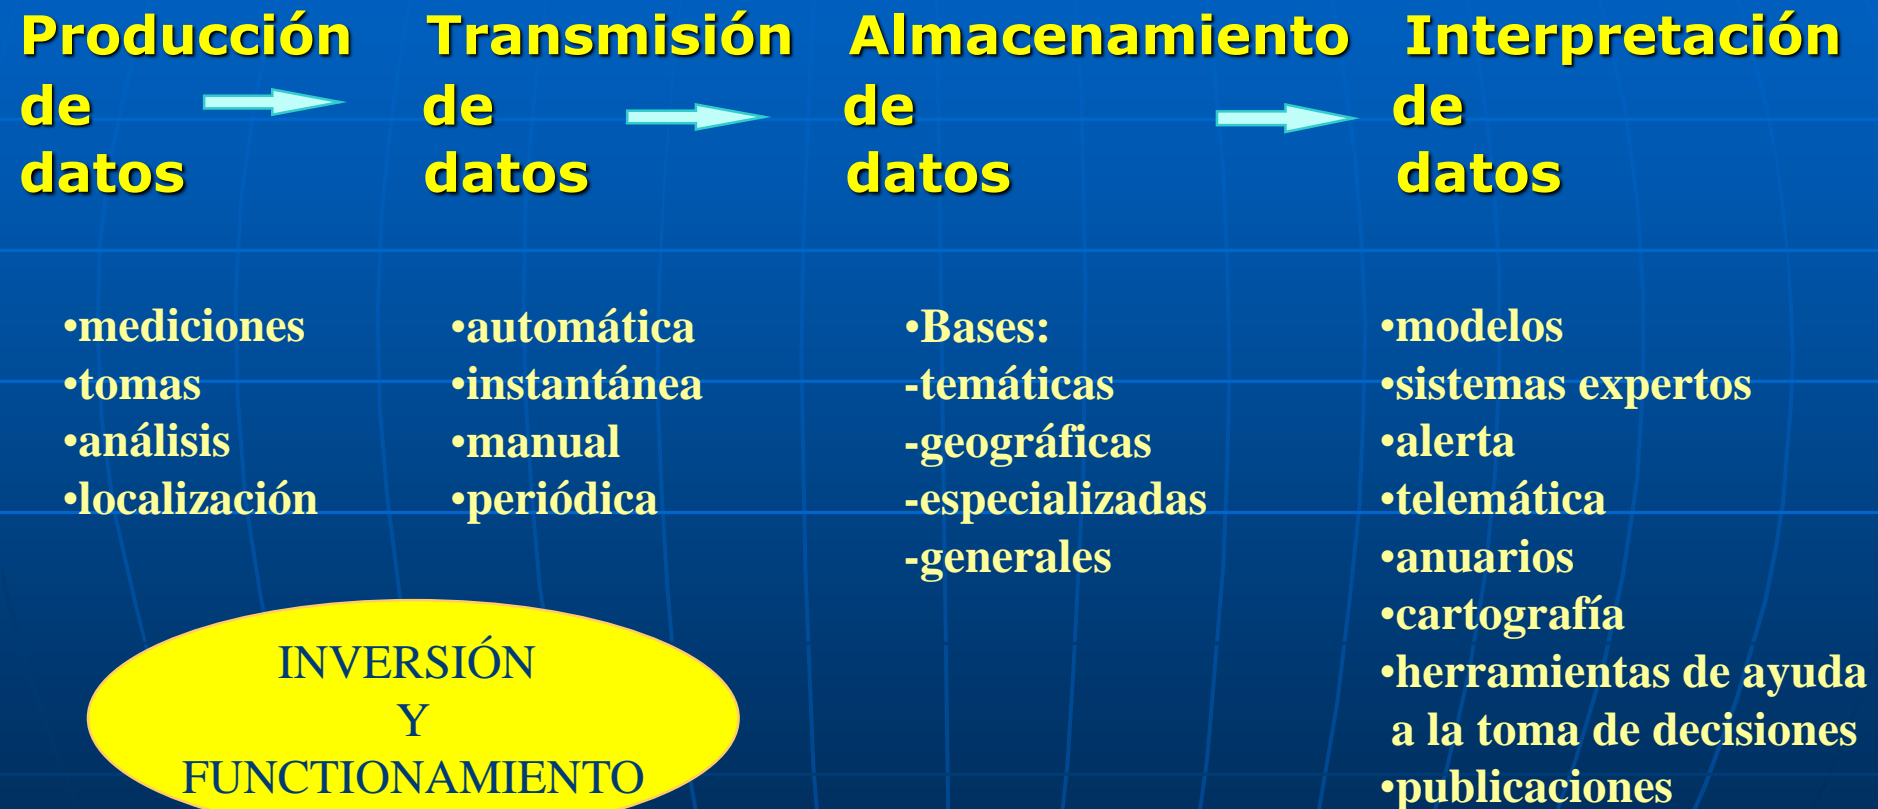 Producción
de
datos
Transmisión
de
datos
Almacenamiento
de
datos
Interpretación
de
datos
•mediciones
•tomas
•análisis
•localización
•automática
•instantánea
•manual
•periódica
•Bases:
-temáticas
-geográficas
-especializadas
-generales
•modelos
•sistemas expertos
•alerta
•telemática
•anuarios
•cartografía
•herramientas de ayuda
a la toma de decisiones
•publicaciones
INVERSIÓN
Y
FUNCTIONAMIENTO